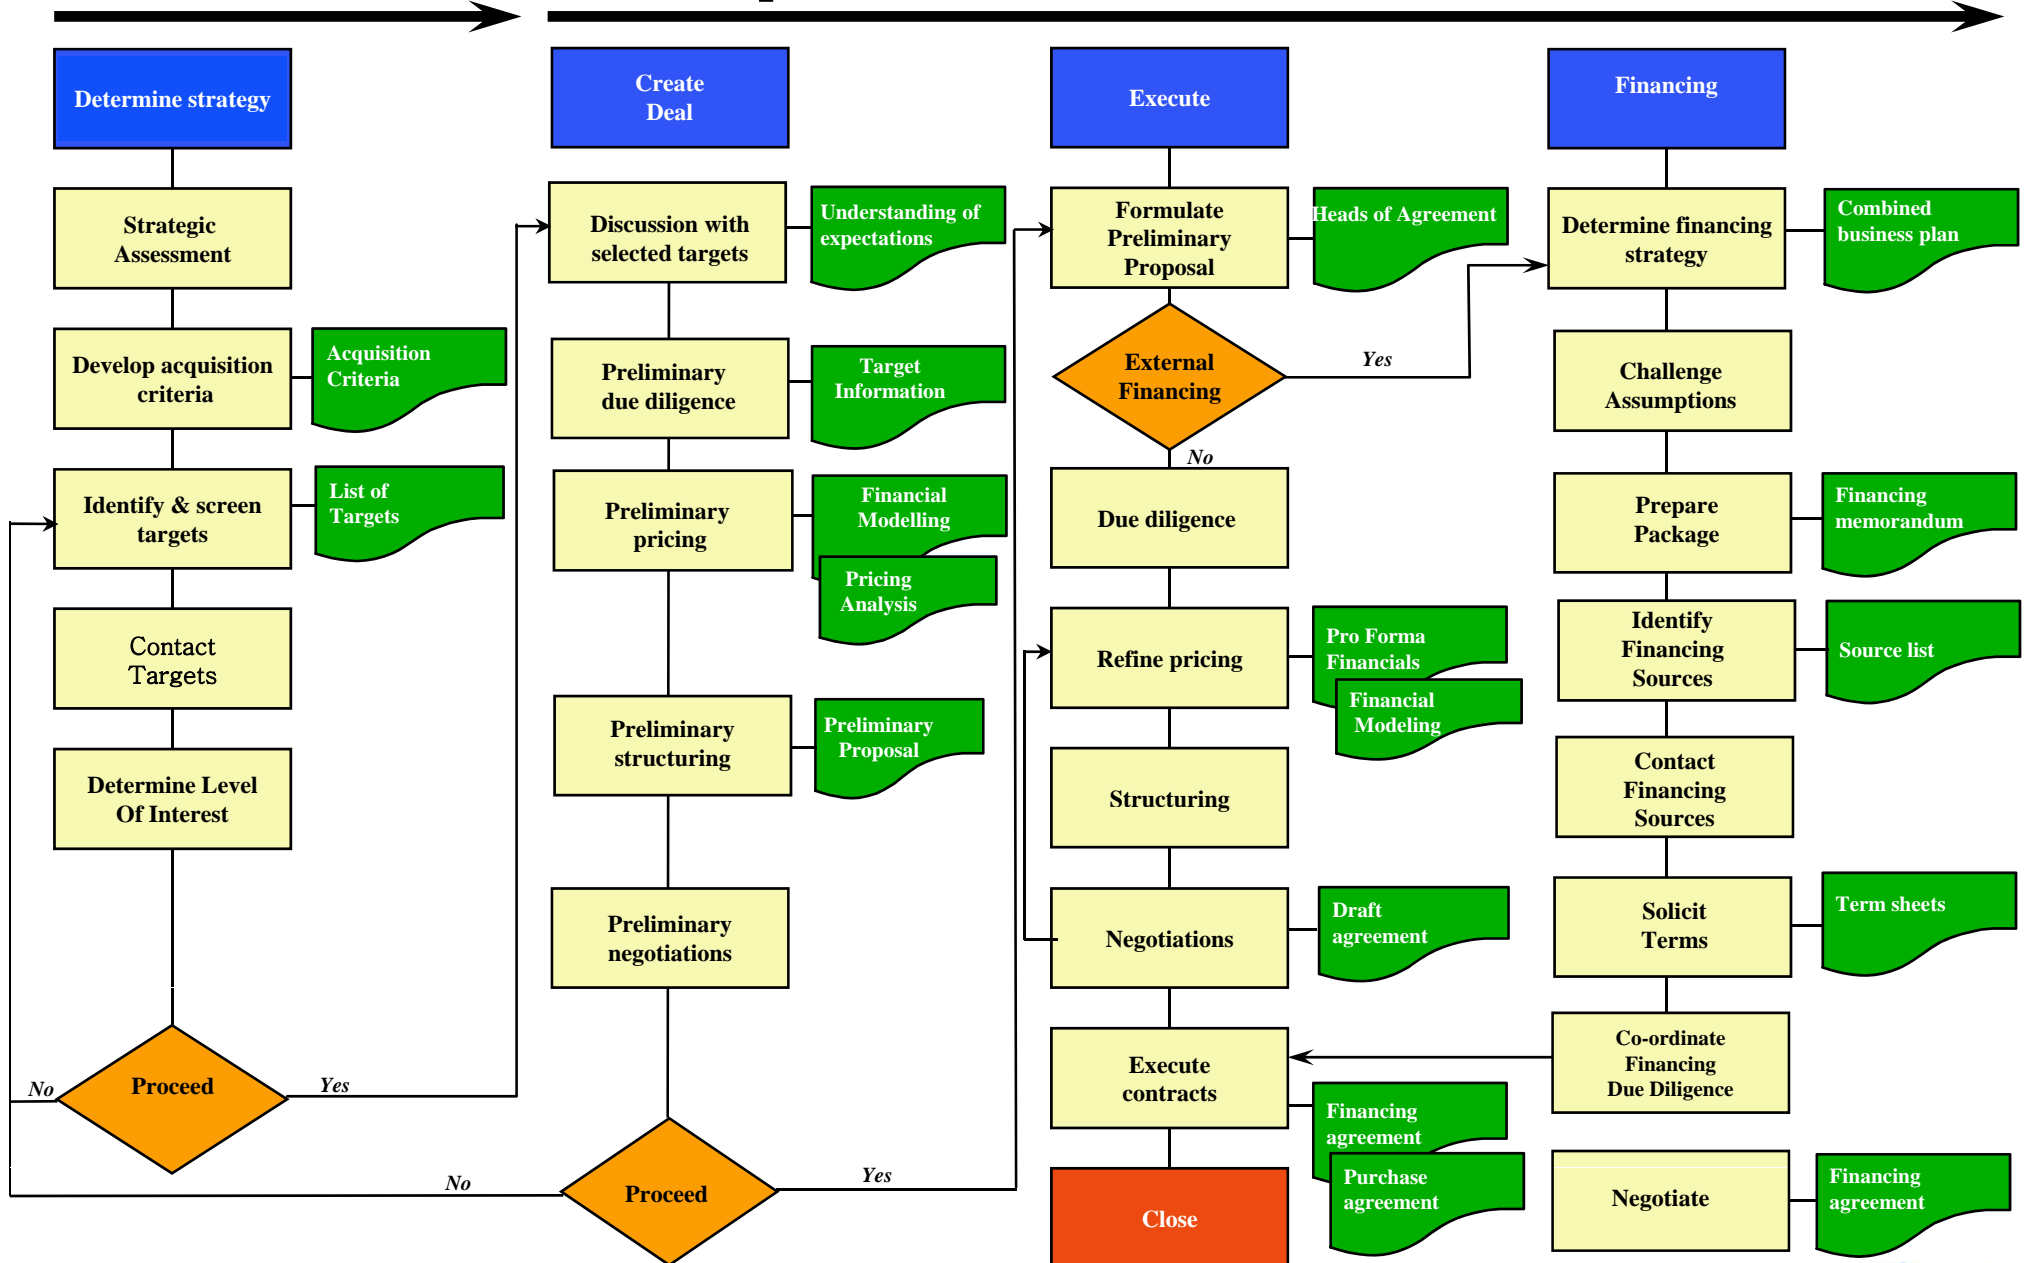 Determine strategy
Strategic
Assessment
Develop acquisition
criteria
Acquisition
Criteria
Identify & screen
targets
List of
Targets
Contact
Targets
Determine Level
Of Interest
Proceed
No
Yes
Create
Deal
Discussion with
selected targets
Understanding of
expectations
Preliminary
due diligence
Target
Information
Preliminary
pricing
Financial
Modelling
Pricing
Analysis
Preliminary
structuring
Preliminary
Proposal
Preliminary
negotiations
Proceed
No
Yes
Execute
Formulate
Preliminary
Proposal
Heads of Agreement
External
Financing
Yes
No
Due diligence
Refine pricing
Pro Forma
Financials
Financial
Modeling
Structuring
Negotiations
Draft
agreement
Execute
contracts
Financing
agreement
Purchase
agreement
Close
Financing
Determine financing
strategy
Combined
business plan
Challenge
Assumptions
Prepare
Package
Financing
memorandum
Identify
Financing
Sources
Source list
Contact
Financing
Sources
Solicit
Terms
Term sheets
Co-ordinate
Financing
Due Diligence
Negotiate
Financing
agreement